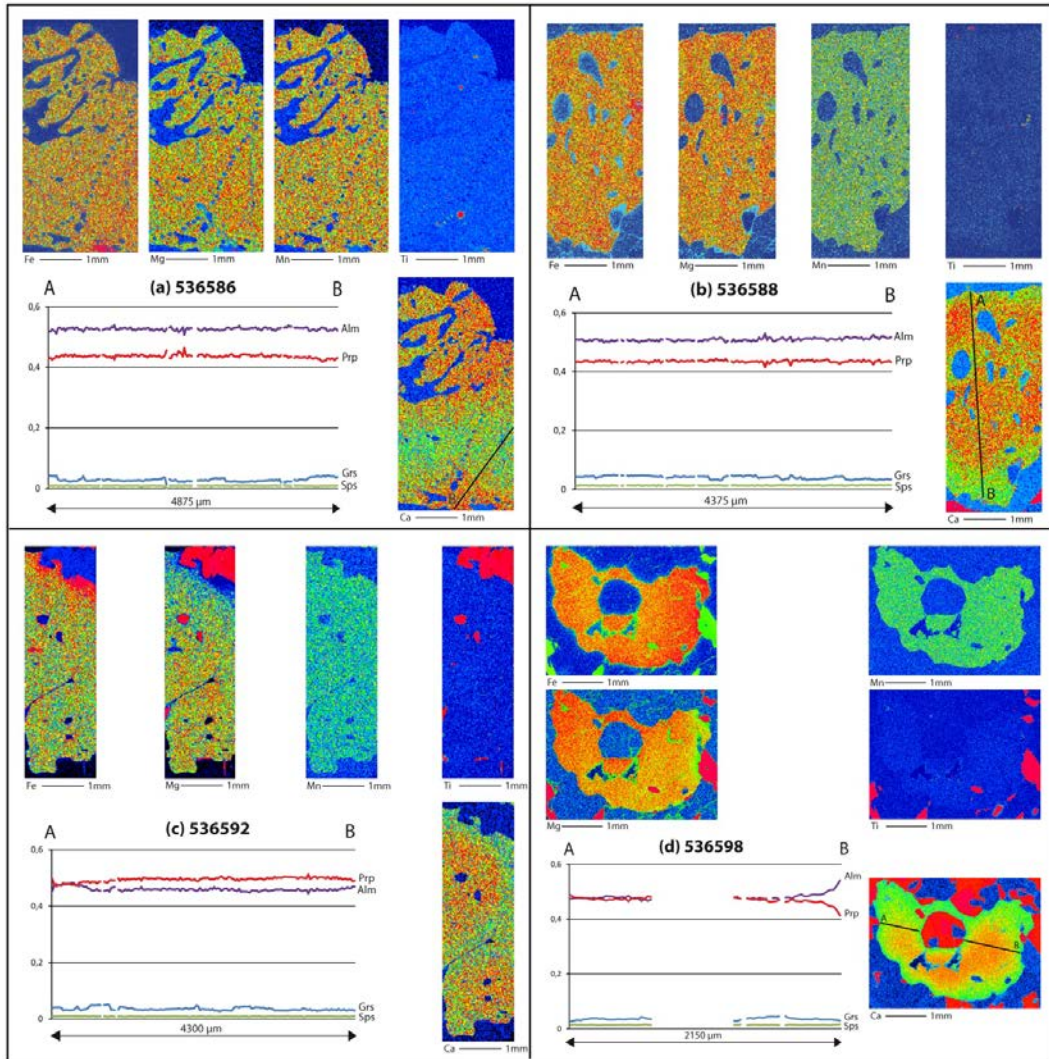 Fe 1mm Mg 1mm Mn 1mm Ti 1mm
A (a) 536586 B
0,6
Alm
Prp
0,4
0,2
Grs
Sps
0
4875 µm
B
Ca 1mm
Fe 1mm Mg 1mm Mn 1mm Ti 1mm
A (b) 536588 B
0,6
Alm
Prp
0,4
0,2
Grs
Sps
0
4375 µm
A
B
Ca 1mm
Fe 1mm Mg 1mm Mn 1mm Ti 1mm
A (c) 536592 B
0,6
Prp
Alm
0,4
0,2
Grs
Sps
0
4300 µm
Ca 1mm
Fe 1mm Mn 1mm
Mg 1mm Ti 1mm
A (d) 536598 B
0,6
Alm
Prp
0,4
0,2
Grs
Sps
0
2150 µm
A
B
Ca 1mm